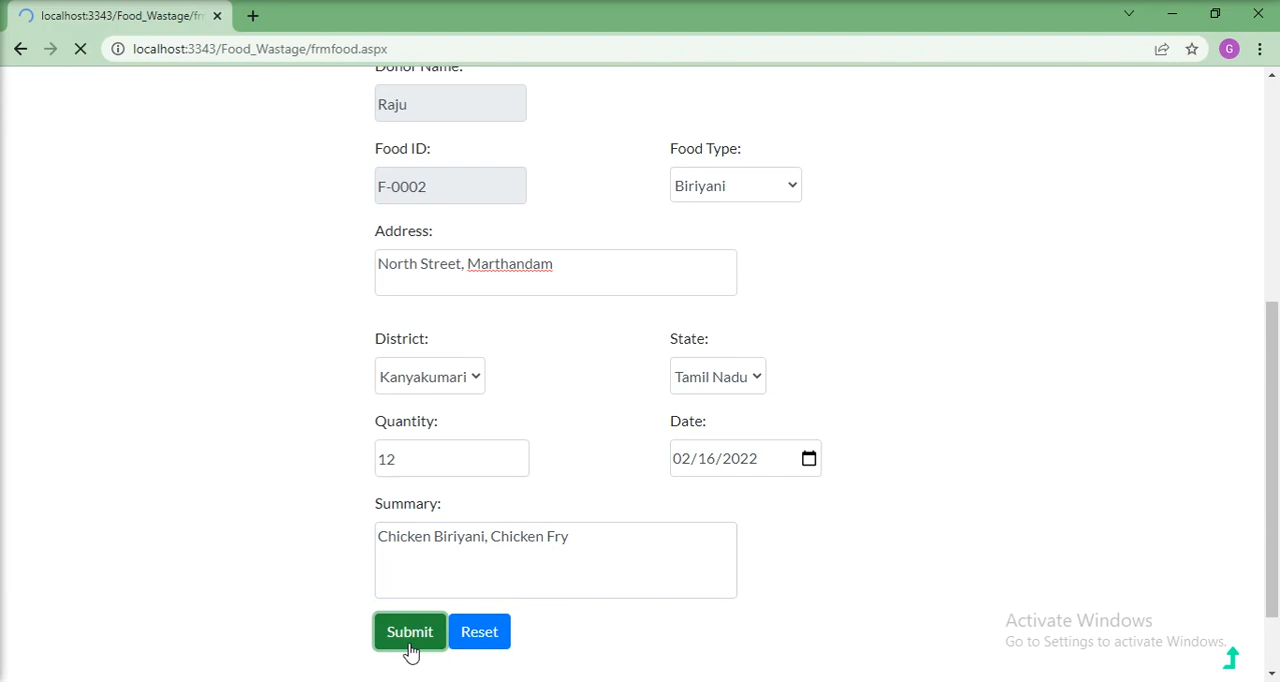 localhost:3343/Food_Wastage/fr
localhost:3343/Food_Wastage/frmfood.aspx
G
Donor Name:
Raju
Food ID:
Food Type:
F-0002
Biriyani
Address:
North Street, Marthandam
District:
State:
Kanyakumari
Tamil Nadu
Quantity:
Date:
12
02/16/2022
Summary:
Chicken Biriyani, Chicken Fry
Submit
Reset
Activate Windows
Go to Settings to activate Windows.